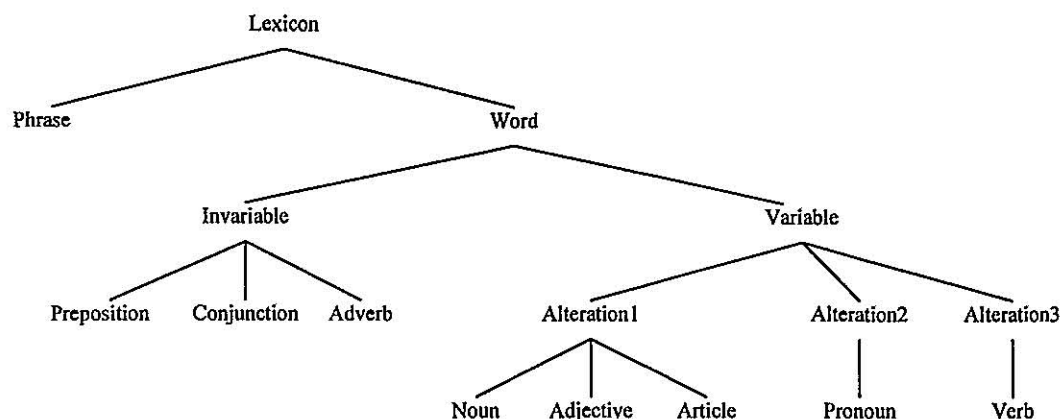 Lexicon
Phrase Word
Invariable Variable
Preposition Conjunction Adverb Alteration1 Alteration2 Alteration3
Noun Adjective Article Pronoun Verb